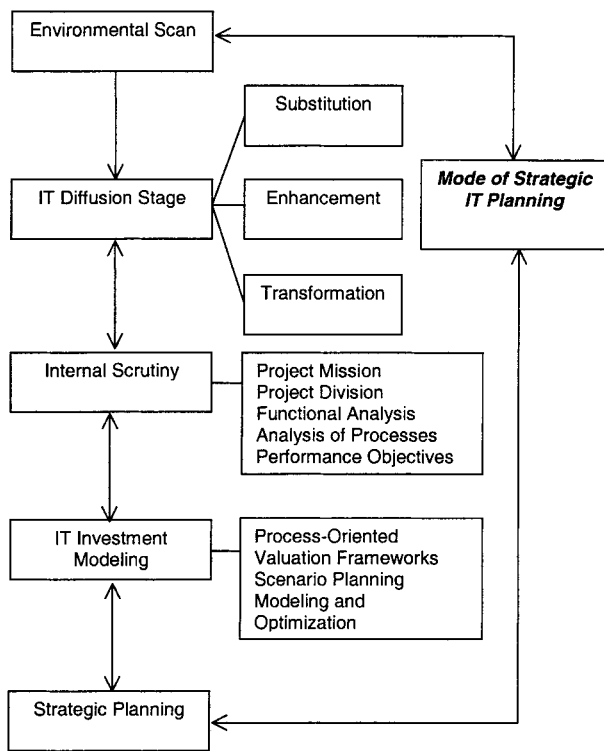 Environmental Scan
Substitution
IT Diffusion Stage
Enhancement
Mode of Strategic
IT Planning
Transformation
Internal Scrutiny
Project Mission
Project Division
Functional Analysis
Analysis of Processes
Performance Objectives
IT Investment
Modeling
Process-Oriented
Valuation Frameworks
Scenario Planning
Modeling and
Optimization
Strategic Planning